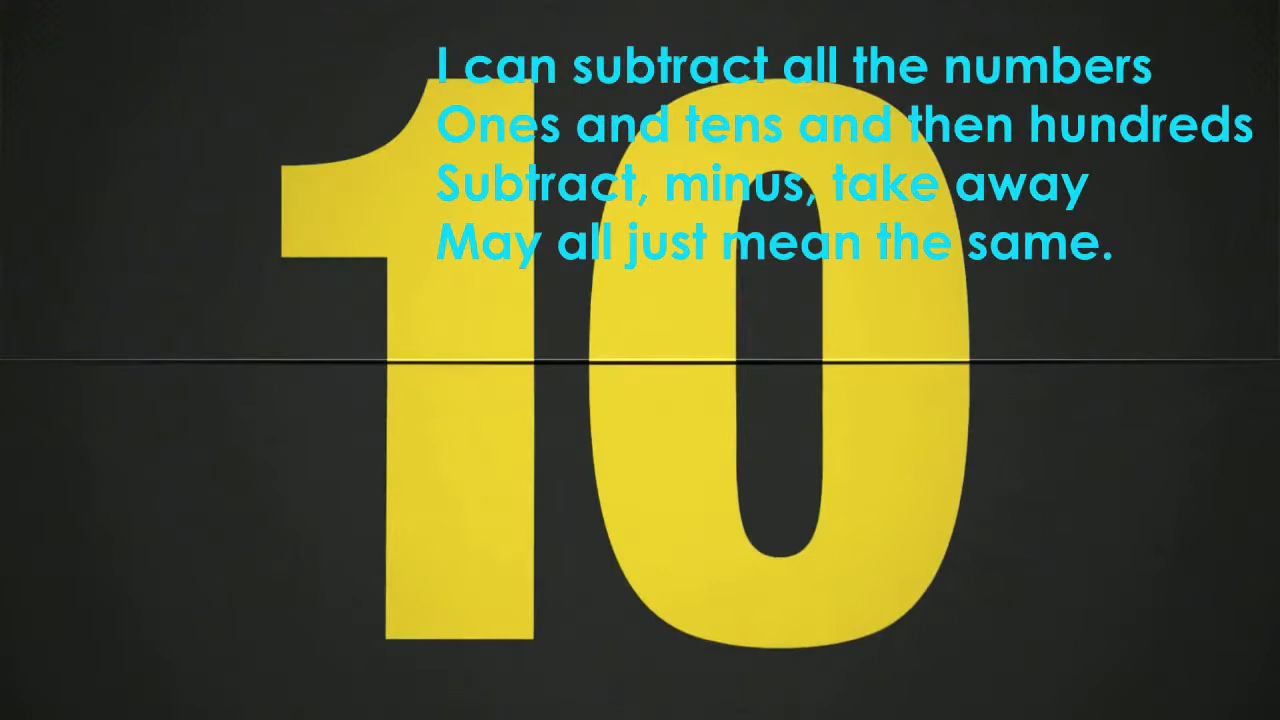 I can subtract all the numbers
Ones and tens and then hundreds
Subtract, minus, take away
May all just mean the same.
10